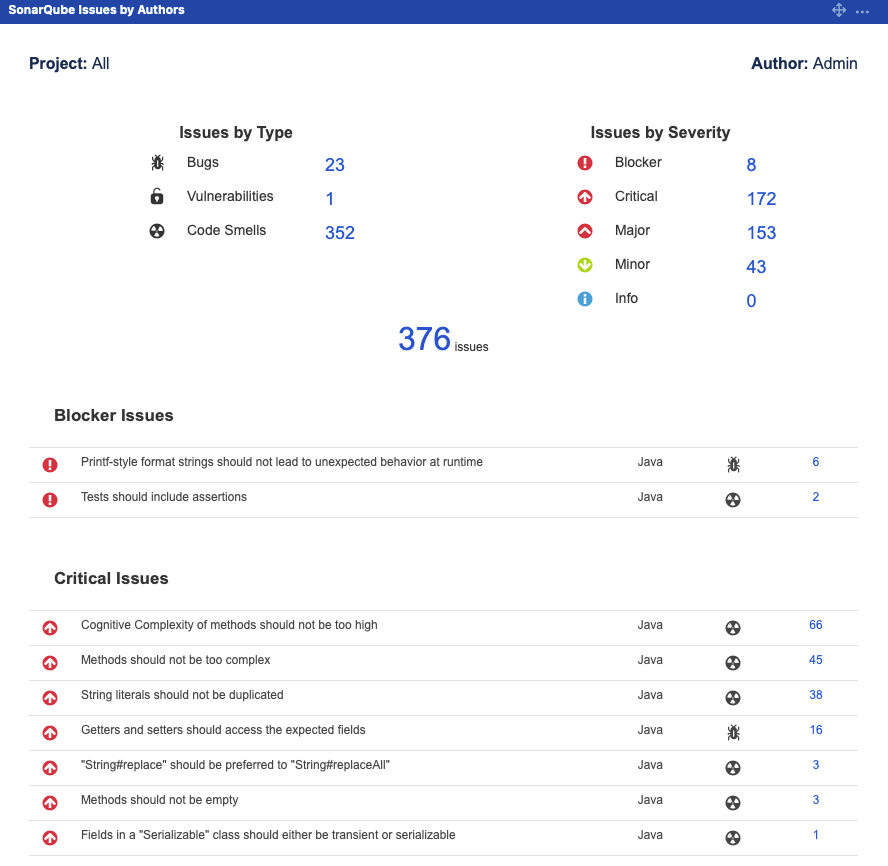 SonarQube Issues by Authors
Project: All Author: Admin
Issues by Type Issues by Severity
Bugs 23 Blocker 8
Vulnerabilities 1 Critical 172
Code Smells 352 Major 153
Minor 43
Info 0
376 issues
Blocker Issues
Printf-style format strings should not lead to unexpected behavior at runtime Java 6
Tests should include assertions Java 2
Critical Issues
Cognitive Complexity of methods should not be too high Java 66
Methods should not be too complex Java 45
String literals should not be duplicated Java 38
Getters and setters should access the expected fields Java 16
"String#replace" should be preferred to "String#replaceAll" Java 3
Methods should not be empty Java 3
Fields in a "Serializable" class should either be transient or serializable Java 1